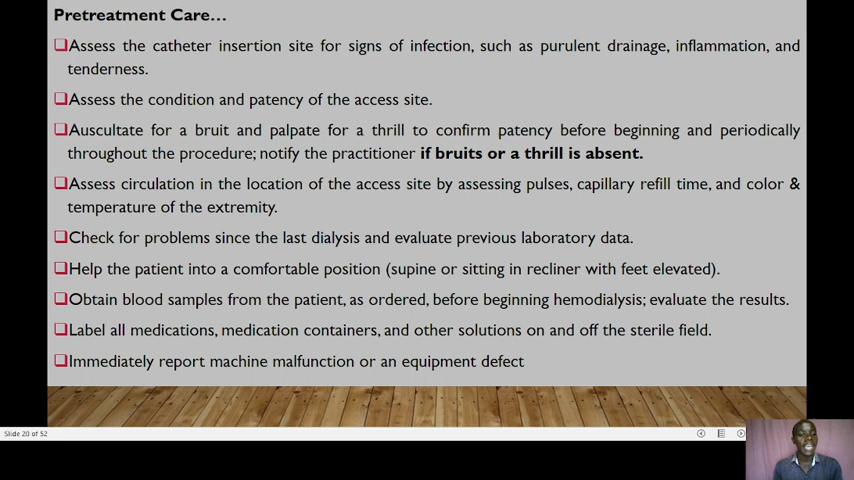 Pretreatment Care…
Assess the catheter insertion site for signs of infection, such as purulent drainage, inflammation, and
tenderness.
Assess the condition and patency of the access site.
Auscultate for a bruit and palpate for a thrill to confirm patency before beginning and periodically
throughout the procedure; notify the practitioner if bruits or a thrill is absent.
Assess circulation in the location of the access site by assessing pulses, capillary refill time, and color &
temperature of the extremity.
Check for problems since the last dialysis and evaluate previous laboratory data.
Help the patient into a comfortable position (supine or sitting in recliner with feet elevated).
Obtain blood samples from the patient, as ordered, before beginning hemodialysis; evaluate the results.
Label all medications, medication containers, and other solutions on and off the sterile field.
Immediately report machine malfunction or an equipment defect
Slide 20 of 52